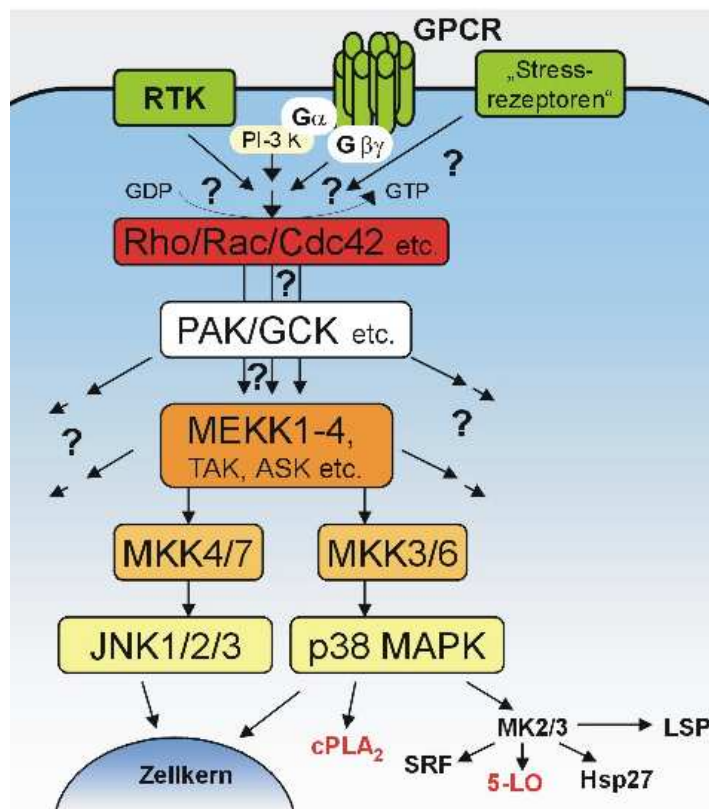 GPCR
RTK
„Stress-
rezeptoren“
Gα
PI-3 K
G βγ
?
?
?
GDP
GTP
Rho/Rac/Cdc42 etc.
?
PAK/GCK etc.
?
?
?
MEKK1-4,
TAK, ASK etc.
MKK4/7
MKK3/6
JNK1/2/3
p38 MAPK
MK2/3
LSP
cPLA₂
SRF
5-LO
Hsp27
Zellkern